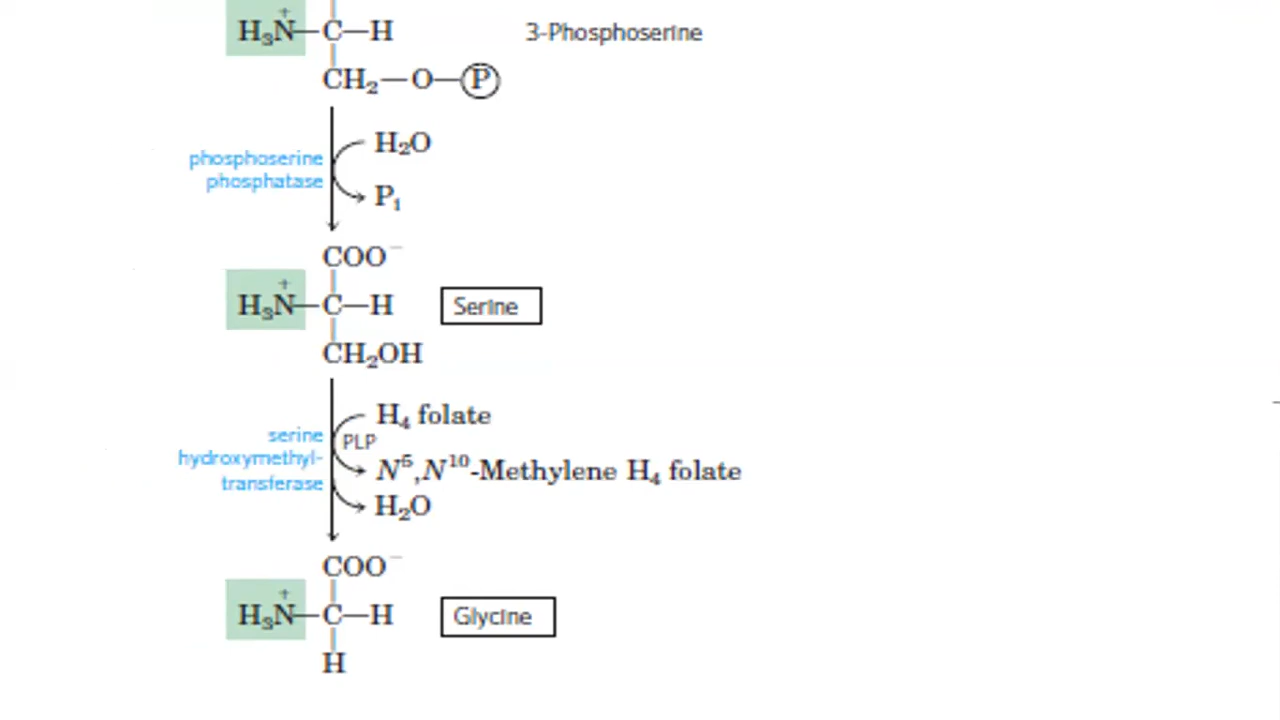 H₃N⁺—C—H 3-Phosphoserine
CH₂—O—P
H₂O
phosphoserine
phosphatase
P₁
COO⁻
H₃N⁺—C—H Serine
CH₂OH
H₄ folate
serine PLP
hydroxymethyl-
N⁵,N¹⁰-Methylene H₄ folate
transferase
H₂O
COO⁻
H₃N⁺—C—H Glycine
H